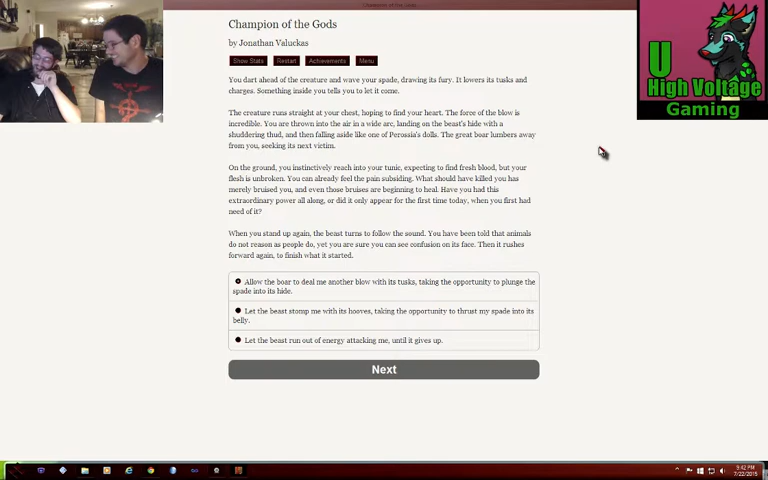 Champion of the Gods
U
High Voltage
Gaming
Champion of the Gods
by Jonathan Valuckas
Show Stats Restart Achievements Menu
You dart ahead of the creature and wave your spade, drawing its fury. It lowers its tusks and
charges. Something inside you tells you to let it come.
The creature runs straight at your chest, hoping to find your heart. The force of the blow is
incredible. You are thrown into the air in a wide arc, landing on the beast's hide with a
shuddering thud, and then falling aside like one of Perossia's dolls. The great boar lumbers away
from you, seeking its next victim.
On the ground, you instinctively reach into your tunic, expecting to find fresh blood, but your
flesh is unbroken. You can already feel the pain subsiding. What should have killed you has
merely bruised you, and even those bruises are beginning to heal. Have you had this
extraordinary power all along, or did it only appear for the first time today, when you first had
need of it?
When you stand up again, the beast turns to follow the sound. You have been told that animals
do not reason as people do, yet you are sure you can see confusion on its face. Then it rushes
forward again, to finish what it started.
Allow the boar to deal me another blow with its tusks, taking the opportunity to plunge the
spade into its hide.
Let the beast stomp me with its hooves, taking the opportunity to thrust my spade into its
belly.
Let the beast run out of energy attacking me, until it gives up.
Next
9:42 PM
7/22/2015